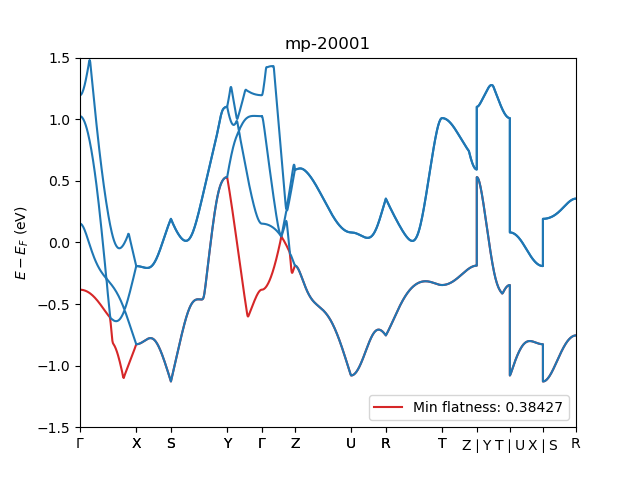 mp-20001
E − E_F (eV)
1.5
1.0
0.5
0.0
−0.5
−1.0
−1.5
Min flatness: 0.38427
Γ X S Y Γ Z U R T Z | Y T | U X | S R